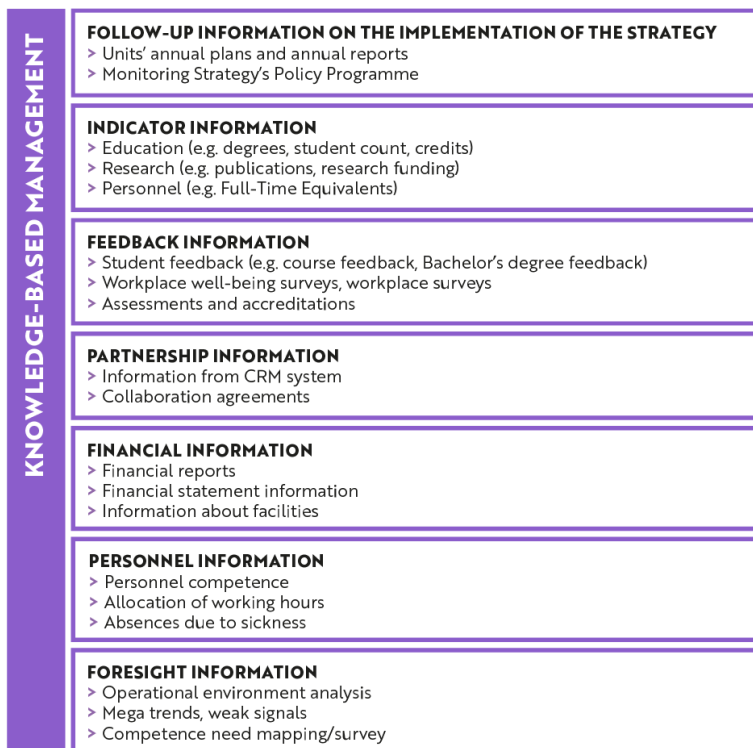 KNOWLEDGE-BASED MANAGEMENT
FOLLOW-UP INFORMATION ON THE IMPLEMENTATION OF THE STRATEGY
> Units' annual plans and annual reports
> Monitoring Strategy's Policy Programme
INDICATOR INFORMATION
> Education (e.g. degrees, student count, credits)
> Research (e.g. publications, research funding)
> Personnel (e.g. Full-Time Equivalents)
FEEDBACK INFORMATION
> Student feedback (e.g. course feedback, Bachelor's degree feedback)
> Workplace well-being surveys, workplace surveys
> Assessments and accreditations
PARTNERSHIP INFORMATION
> Information from CRM system
> Collaboration agreements
FINANCIAL INFORMATION
> Financial reports
> Financial statement information
> Information about facilities
PERSONNEL INFORMATION
> Personnel competence
> Allocation of working hours
> Absences due to sickness
FORESIGHT INFORMATION
> Operational environment analysis
> Mega trends, weak signals
> Competence need mapping/survey